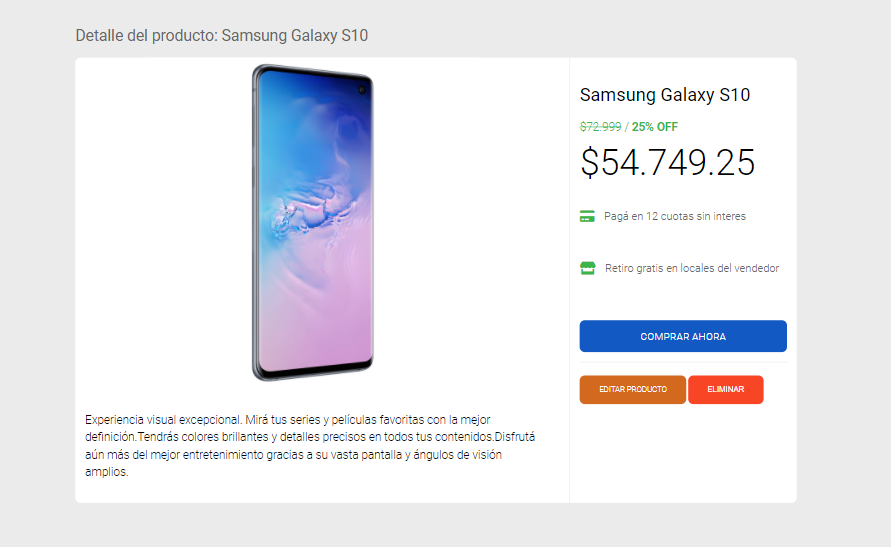 Detalle del producto: Samsung Galaxy S10
Samsung Galaxy S10
$72.999 / 25% OFF
$54.749.25
Pagá en 12 cuotas sin interes
Retiro gratis en locales del vendedor
COMPRAR AHORA
EDITAR PRODUCTO
ELIMINAR
Experiencia visual excepcional. Mirá tus series y películas favoritas con la mejor
definición.Tendrás colores brillantes y detalles precisos en todos tus contenidos.Disfrutá
aún más del mejor entretenimiento gracias a su vasta pantalla y ángulos de visión
amplios.